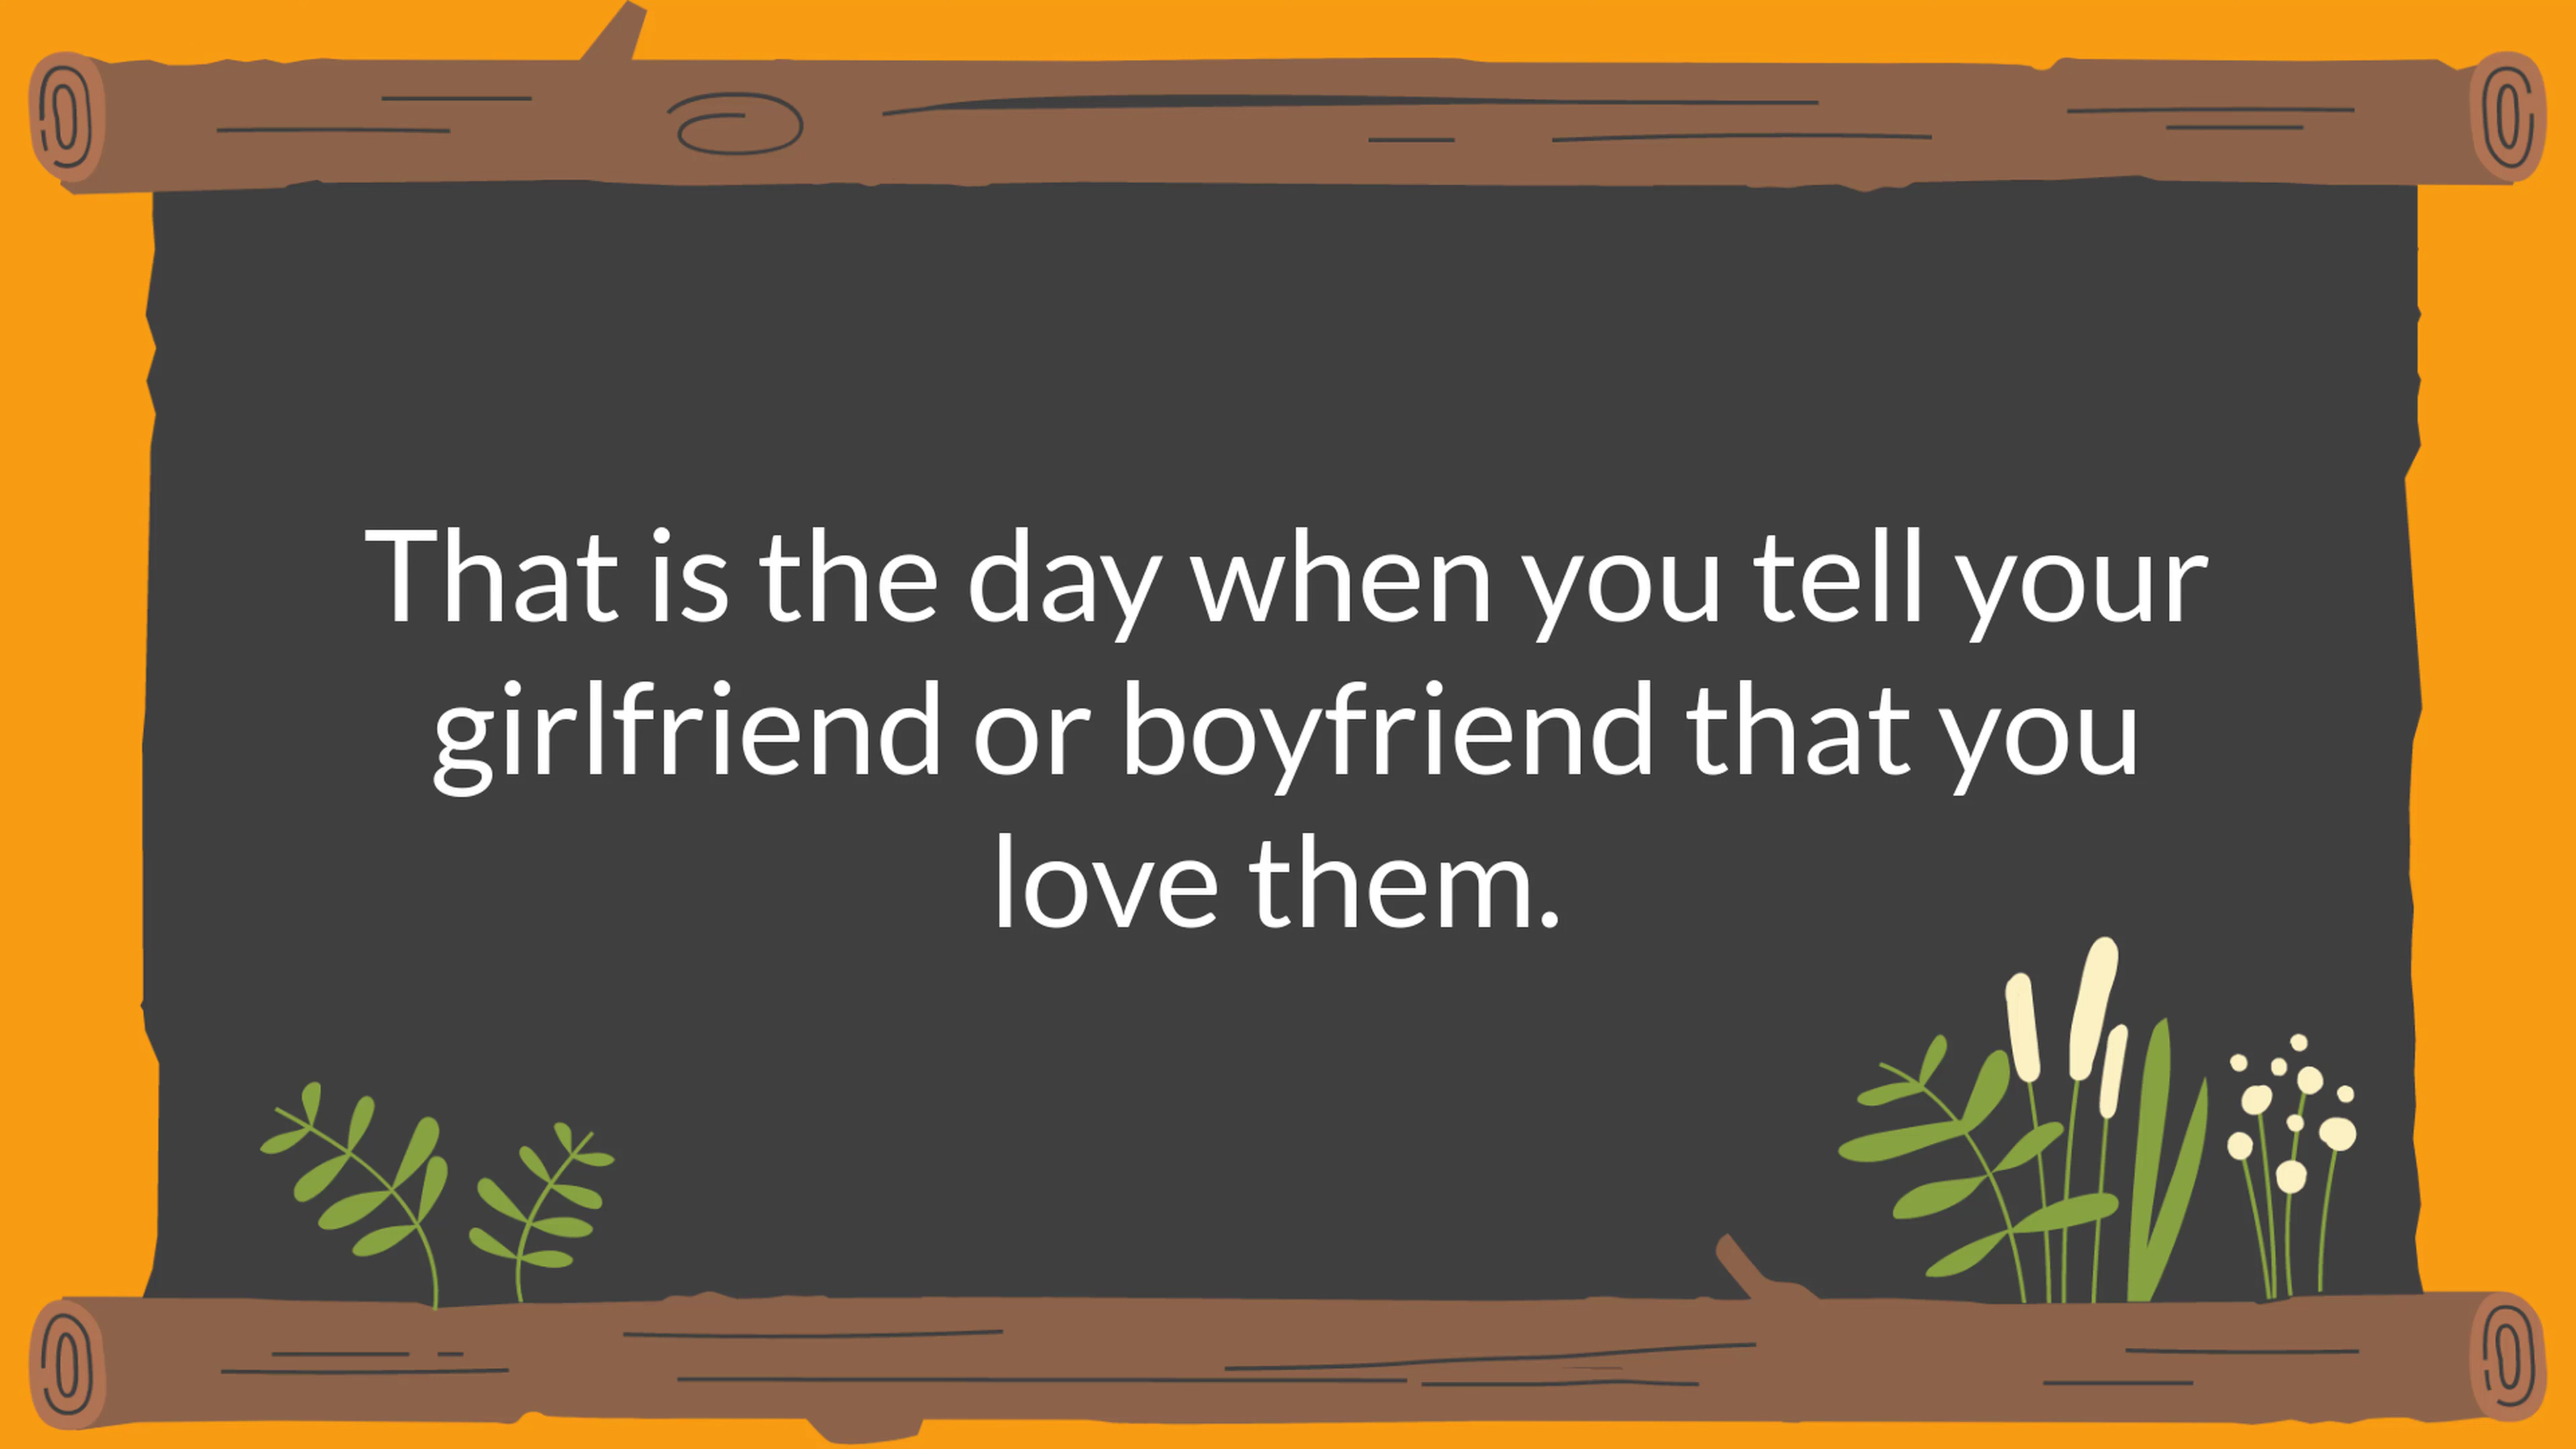 That is the day when you tell your
girlfriend or boyfriend that you
love them.